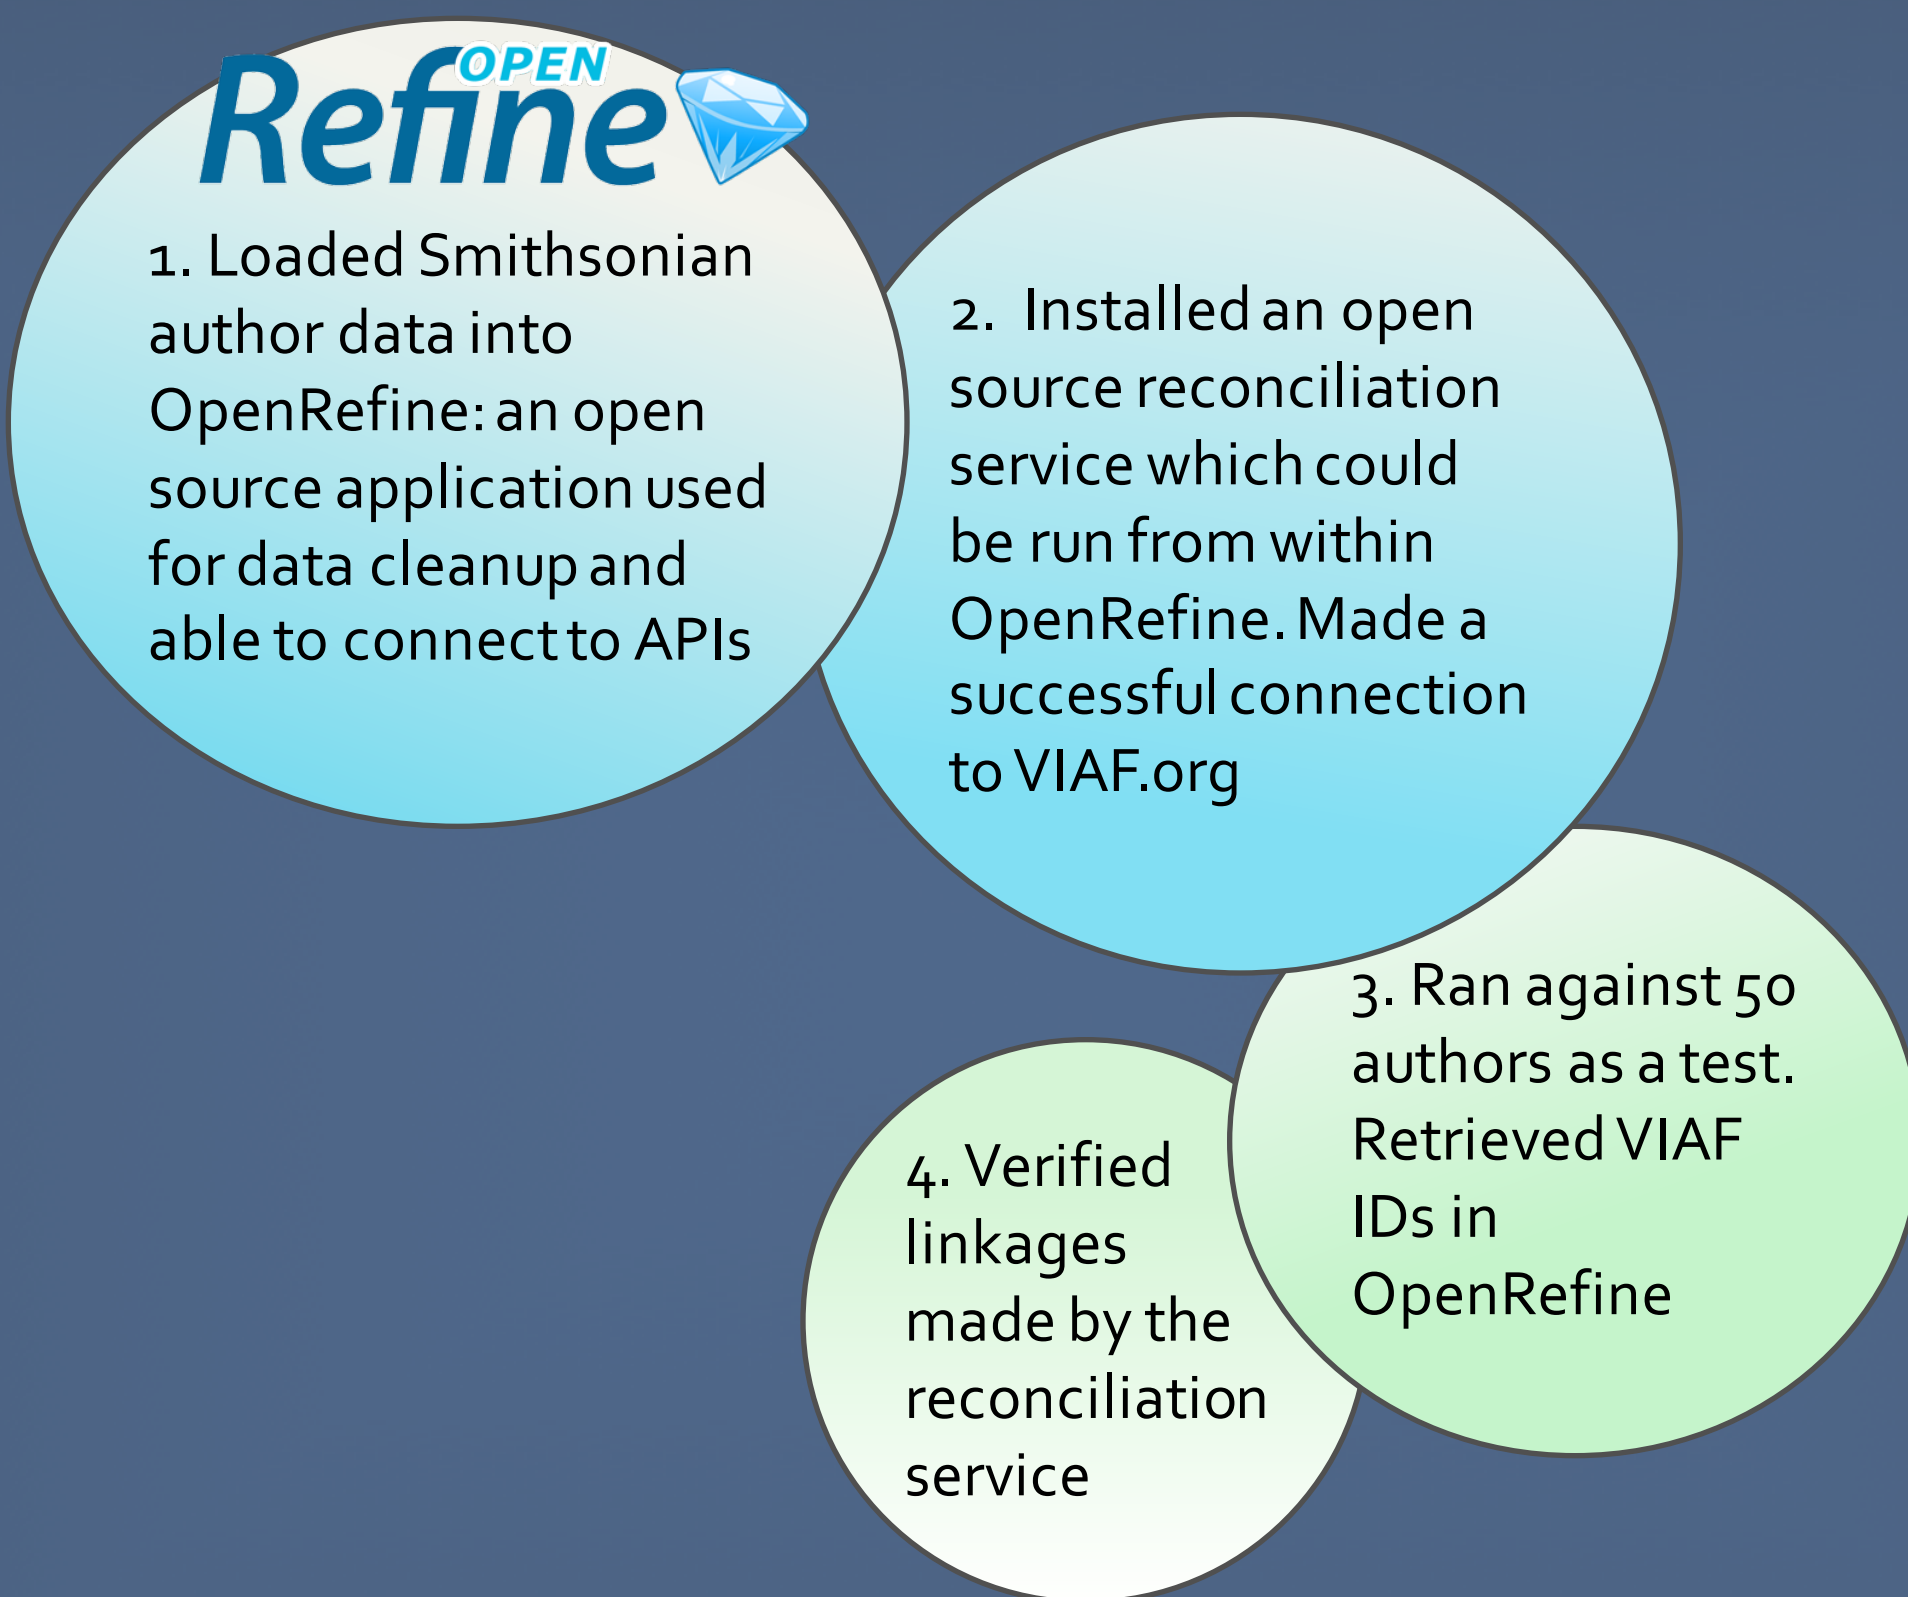 OPEN
Refine
1. Loaded Smithsonian
author data into
OpenRefine: an open
source application used
for data cleanup and
able to connect to APIs
2. Installed an open
source reconciliation
service which could
be run from within
OpenRefine. Made a
successful connection
to VIAF.org
3. Ran against 50
authors as a test.
Retrieved VIAF
IDs in
OpenRefine
4. Verified
linkages
made by the
reconciliation
service